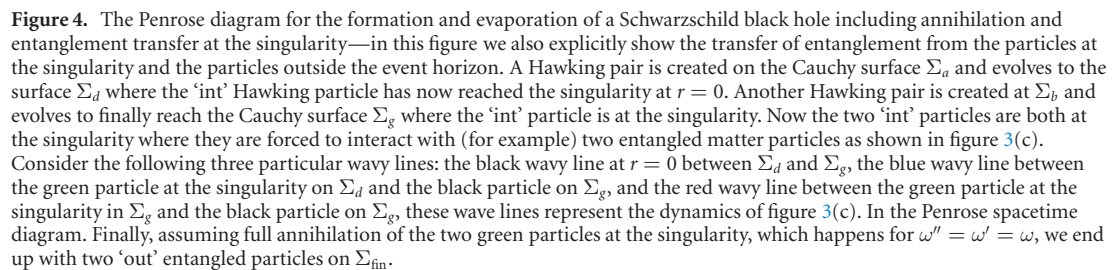 Figure 4. The Penrose diagram for the formation and evaporation of a Schwarzschild black hole including annihilation and
entanglement transfer at the singularity—in this figure we also explicitly show the transfer of entanglement from the particles at
the singularity and the particles outside the event horizon. A Hawking pair is created on the Cauchy surface Σₐ and evolves to the
surface Σ_d where the ‘int’ Hawking particle has now reached the singularity at r = 0. Another Hawking pair is created at Σ_b and
evolves to finally reach the Cauchy surface Σ_g where the ‘int’ particle is at the singularity. Now the two ‘int’ particles are both at
the singularity where they are forced to interact with (for example) two entangled matter particles as shown in figure 3(c).
Consider the following three particular wavy lines: the black wavy line at r = 0 between Σ_d and Σ_g, the blue wavy line between
the green particle at the singularity on Σ_d and the black particle on Σ_g, and the red wavy line between the green particle at the
singularity in Σ_g and the black particle on Σ_g, these wave lines represent the dynamics of figure 3(c). In the Penrose spacetime
diagram. Finally, assuming full annihilation of the two green particles at the singularity, which happens for ω″ = ω′ = ω, we end
up with two ‘out’ entangled particles on Σ_fin.